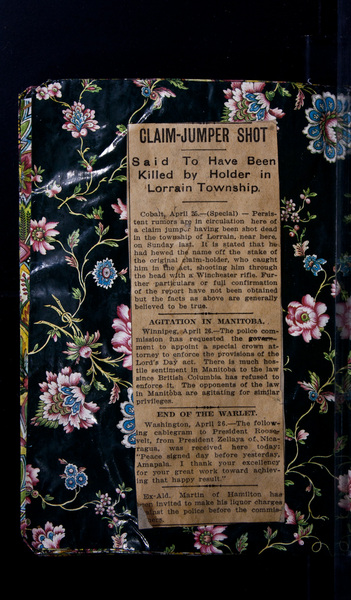 CLAIM-JUMPER SHOT
Said To Have Been
Killed by Holder in
Lorrain Township.
Cobalt, April 26.—(Special) — Persis-
tent rumors are in circulation here of
a claim jumper having been shot dead
in the township of Lorrain, near here,
on Sunday last. It is stated that he
had hewed the name off the stake of
the original claim-holder, who caught
him in the act, shooting him through
the head with a Winchester rifle. Fur-
ther particulars or full confirmation
of the report have not been obtained
but the facts as above are generally
believed to be true.
AGITATION IN MANITOBA.
Winnipeg, April 26.—The police com-
mission has requested the govern-
ment to appoint a special crown at-
torney to enforce the provisions of the
Lord's Day act. There is much hos-
tile sentiment in Manitoba to the law
since British Columbia has refused to
enforce it. The opponents of the law
in Manitoba are agitating for similar
privileges.
END OF THE WARLET.
Washington, April 26.—The follow-
ing cablegram to President Roose-
velt, from President Zellaya of, Nica-
ragua, was received here today:
"Peace signed day before yesterday,
Amapala. I thank your excellency
for your great work toward achiev-
ing that happy result."
Ex-Ald. Martin of Hamilton has
been invited to make his liquor charges
against the police before the commis-